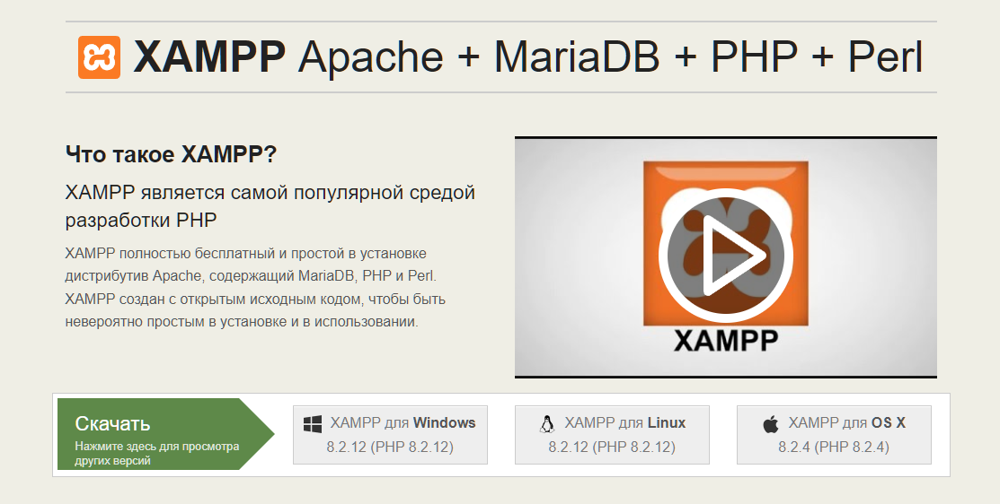 XAMPP Apache + MariaDB + PHP + Perl
Что такое XAMPP?
XAMPP является самой популярной средой
разработки PHP
XAMPP полностью бесплатный и простой в установке
дистрибутив Apache, содержащий MariaDB, PHP и Perl.
XAMPP создан с открытым исходным кодом, чтобы быть
невероятно простым в установке и в использовании.
XAMPP
Скачать
Нажмите здесь для просмотра
других версий
XAMPP для Windows
8.2.12 (PHP 8.2.12)
XAMPP для Linux
8.2.12 (PHP 8.2.12)
XAMPP для OS X
8.2.4 (PHP 8.2.4)